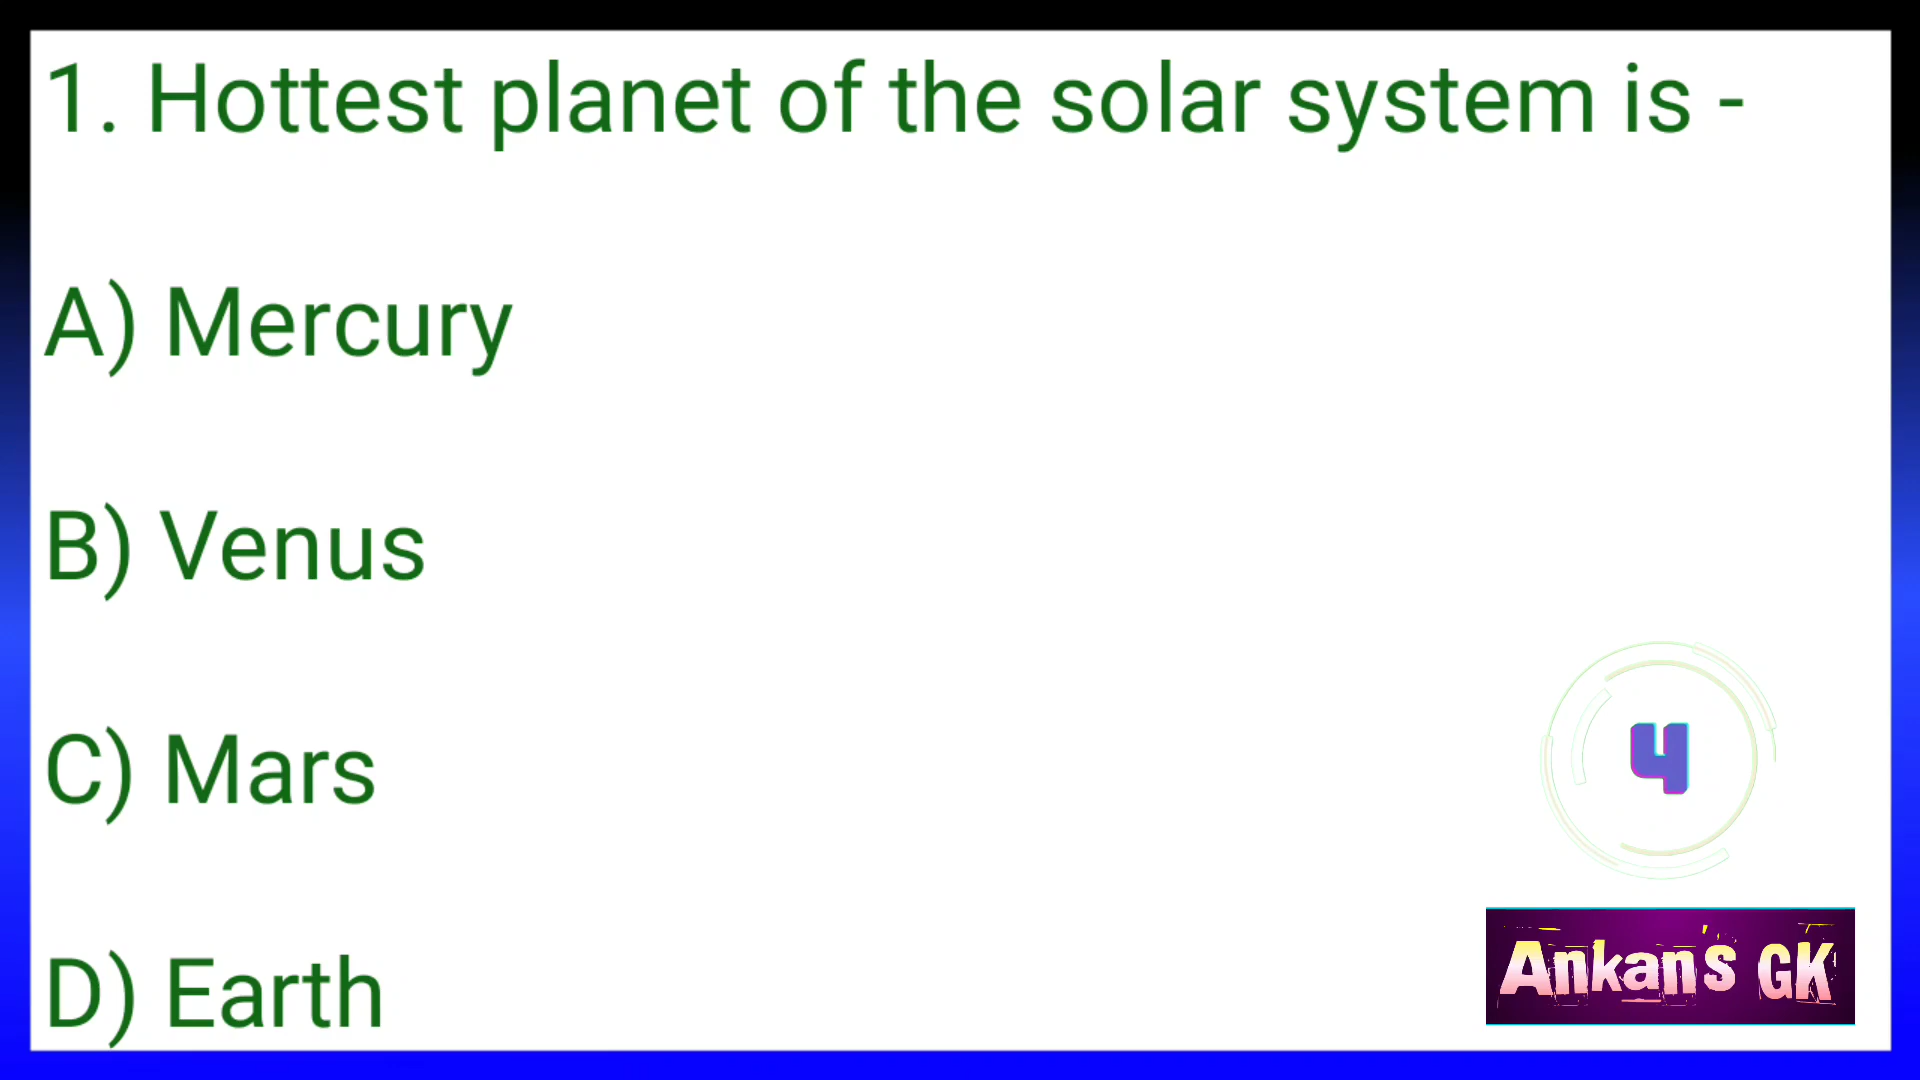 1. Hottest planet of the solar system is -
A) Mercury
B) Venus
C) Mars
D) Earth
4
Ankan's GK